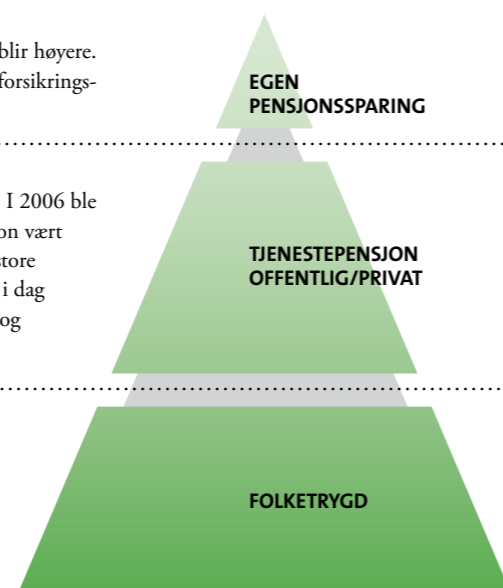 blir høyere.
forsikrings-
EGEN
PENSJONSSPARING
I 2006 ble
on vært
store
i dag
og
TJENESTEPENSJON
OFFENTLIG/PRIVAT
FOLKETRYGD